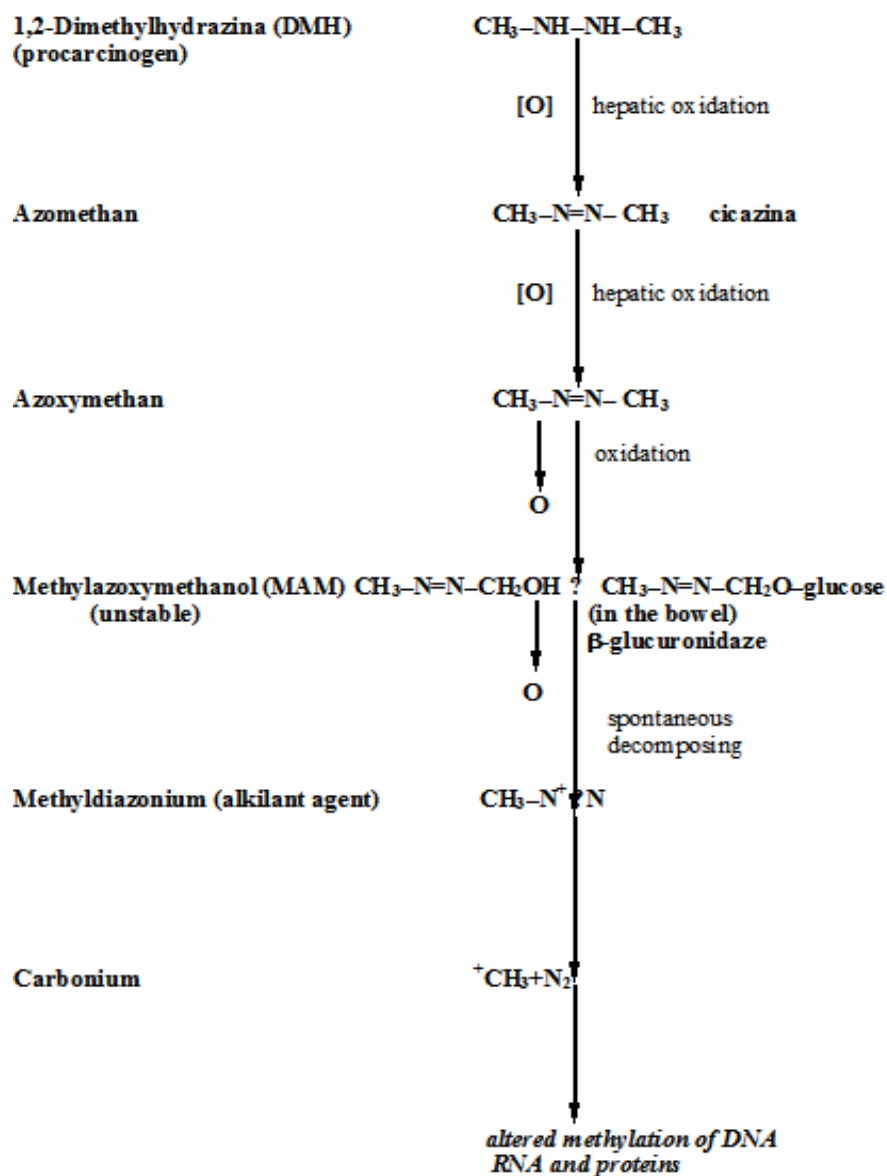 1,2-Dimethylhydrazina (DMH) CH₃–NH–NH–CH₃
(procarcinogen)
[O] hepatic oxidation
Azomethan CH₃–N=N– CH₃ cicazina
[O] hepatic oxidation
Azoxymethan CH₃–N=N– CH₃
oxidation
O
Methylazoxymethanol (MAM) CH₃–N=N–CH₂OH ? CH₃–N=N–CH₂O–glucose
(unstable) (in the bowel)
β-glucuronidaze
O
spontaneous
decomposing
Methyldiazonium (alkilant agent) CH₃–N⁺?N
Carbonium ⁺CH₃+N₂
altered methylation of DNA
RNA and proteins